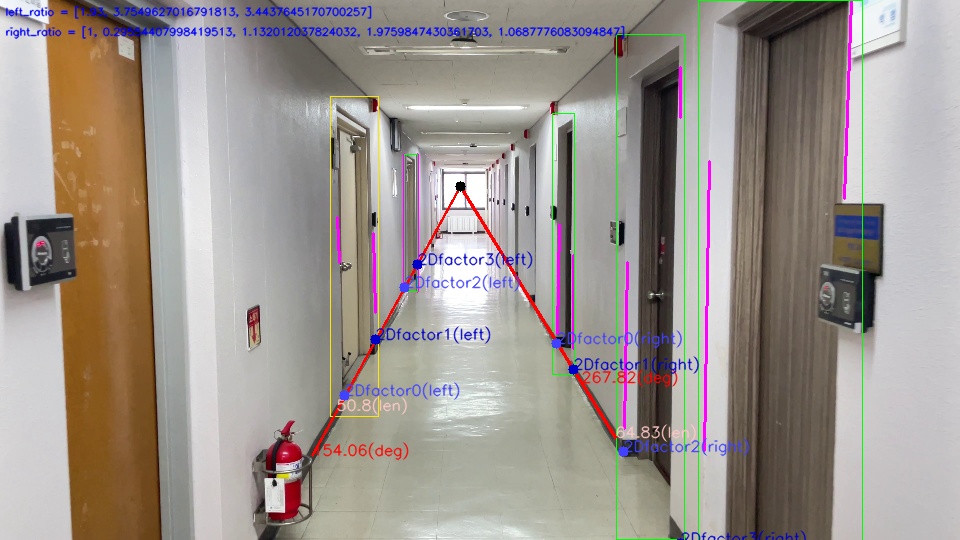 left_ratio = [1.23, 3.7549627016791813, 3.4437645170700257]
right_ratio = [1, 0.29504407998419513, 1.132012037824032, 1.9759847430361703, 1.0687776083094847]
2Dfactor3(left)
2Dfactor2(left)
2Dfactor1(left)
2Dfactor0(right)
2Dfactor1(right)
267.82(deg)
2Dfactor0(left)
50.8(len)
64.83(len)
2Dfactor2(right)
54.06(deg)
2Dfactor3(right)